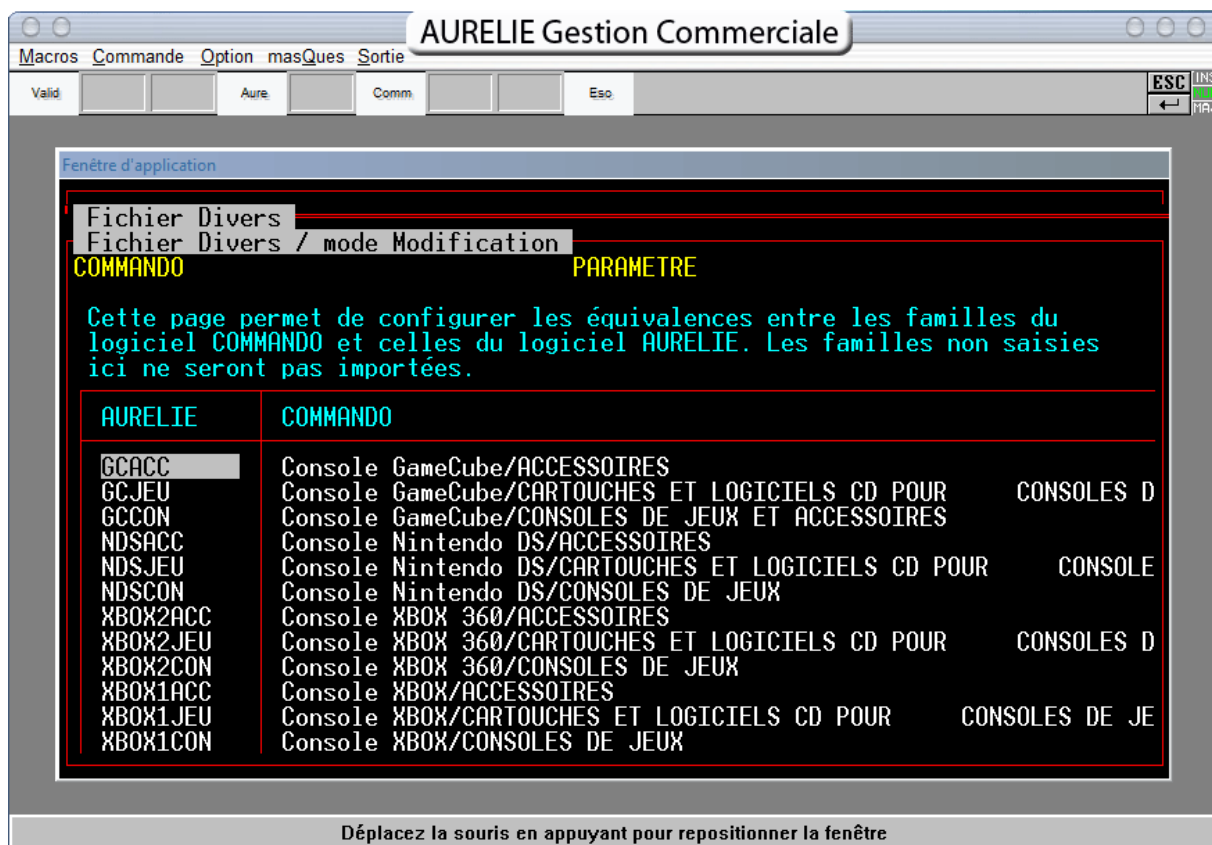 AURELIE Gestion Commerciale
Macros Commande Option masQues Sortie
Valid Aure. Comm. Esc. ESC INS
MAJ
Fenêtre d'application
Fichier Divers
Fichier Divers / mode Modification
COMMANDO PARAMETRE
Cette page permet de configurer les équivalences entre les familles du
logiciel COMMANDO et celles du logiciel AURELIE. Les familles non saisies
ici ne seront pas importées.
AURELIE COMMANDO
GCACC Console GameCube/ACCESSOIRES
GCJEU Console GameCube/CARTOUCHES ET LOGICIELS CD POUR CONSOLES D
GCCON Console GameCube/CONSOLES DE JEUX ET ACCESSOIRES
NDSACC Console Nintendo DS/ACCESSOIRES
NDSJEU Console Nintendo DS/CARTOUCHES ET LOGICIELS CD POUR CONSOLE
NDSCON Console Nintendo DS/CONSOLES DE JEUX
XBOX2ACC Console XBOX 360/ACCESSOIRES
XBOX2JEU Console XBOX 360/CARTOUCHES ET LOGICIELS CD POUR CONSOLES D
XBOX2CON Console XBOX 360/CONSOLES DE JEUX
XBOX1ACC Console XBOX/ACCESSOIRES
XBOX1JEU Console XBOX/CARTOUCHES ET LOGICIELS CD POUR CONSOLES DE JE
XBOX1CON Console XBOX/CONSOLES DE JEUX
Déplacez la souris en appuyant pour repositionner la fenêtre